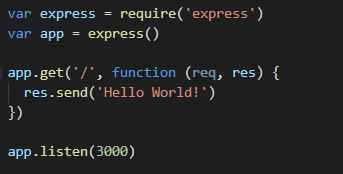 var express = require('express')
var app = express()

app.get('/', function (req, res) {
  res.send('Hello World!')
})

app.listen(3000)